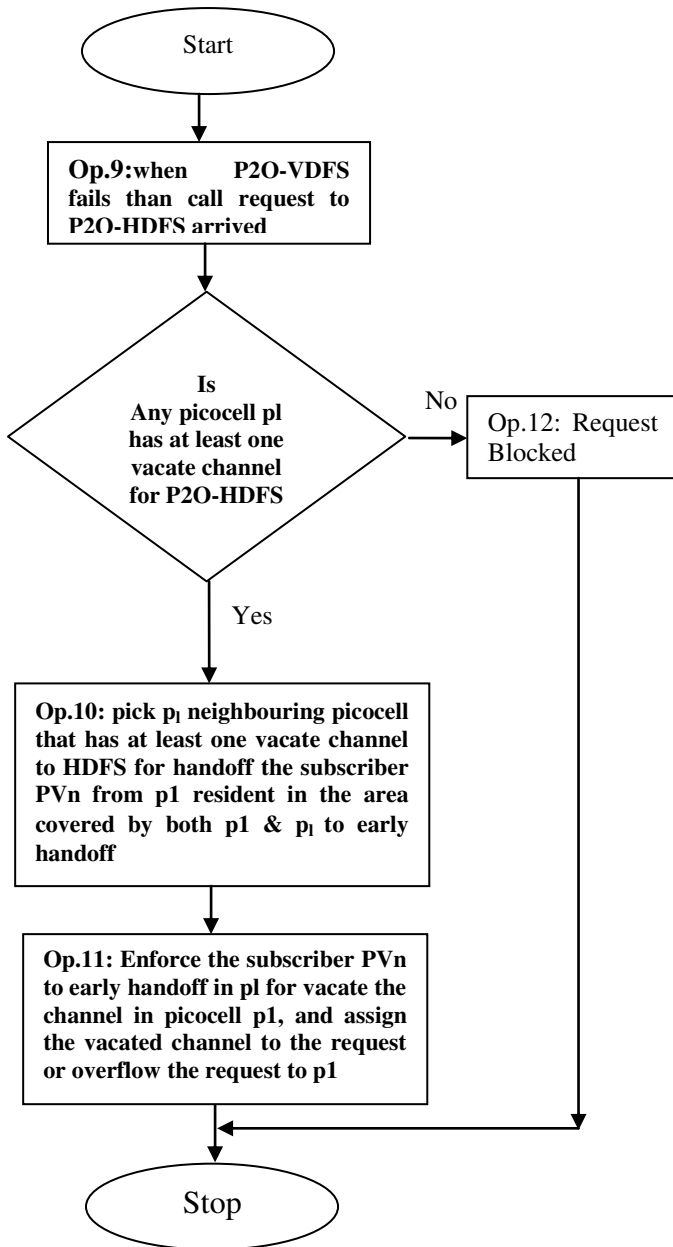 Start
Op.9:when P2O-VDFS
fails than call request to
P2O-HDFS arrived
Is
Any picocell pl
has at least one
vacate channel
for P2O-HDFS
No
Op.12: Request
Blocked
Yes
Op.10: pick pl neighbouring picocell
that has at least one vacate channel
to HDFS for handoff the subscriber
PVn from p1 resident in the area
covered by both p1 & pl to early
handoff
Op.11: Enforce the subscriber PVn
to early handoff in pl for vacate the
channel in picocell p1, and assign
the vacated channel to the request
or overflow the request to p1
Stop